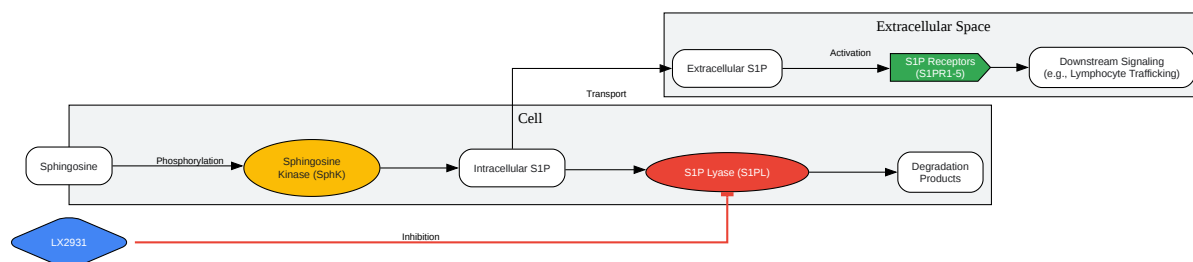 Extracellular Space
Extracellular S1P
Activation
S1P Receptors
(S1PR1-5)
Downstream Signaling
(e.g., Lymphocyte Trafficking)
Transport
Cell
Sphingosine
Phosphorylation
Sphingosine
Kinase (SphK)
Intracellular S1P
S1P Lyase (S1PL)
Degradation
Products
LX2931
Inhibition